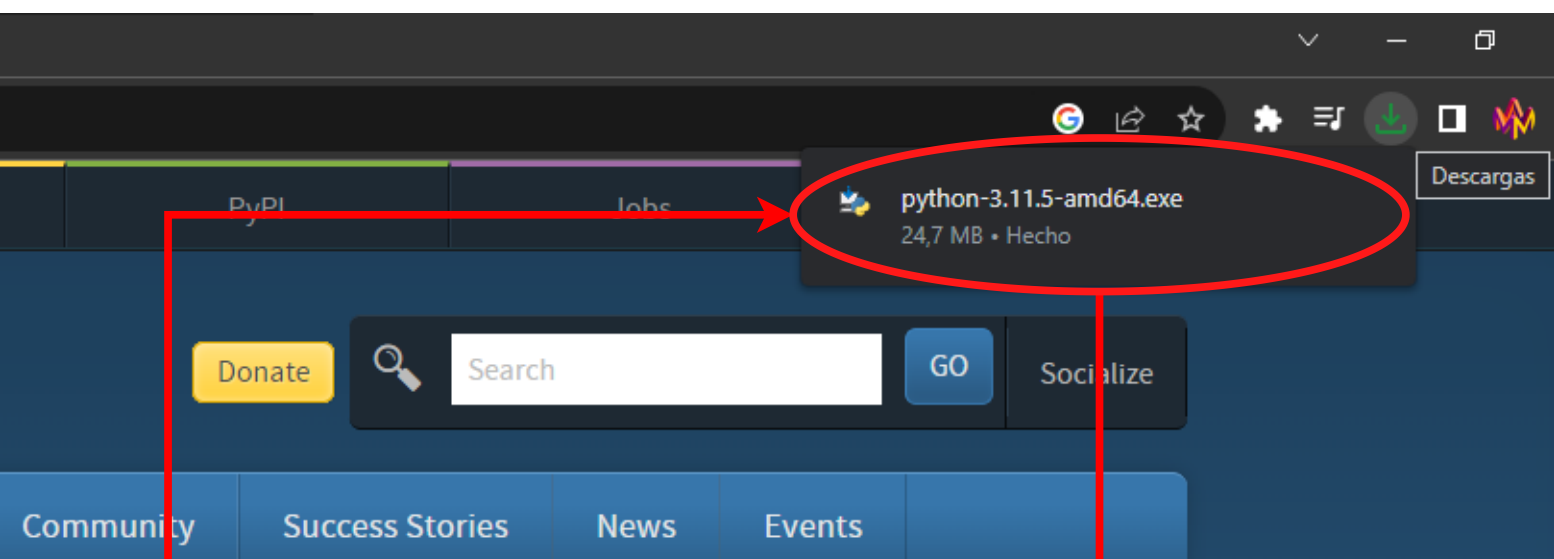 PyPI
Jobs
python-3.11.5-amd64.exe
24,7 MB • Hecho
Descargas
Donate
Search
GO
Socialize
Community
Success Stories
News
Events